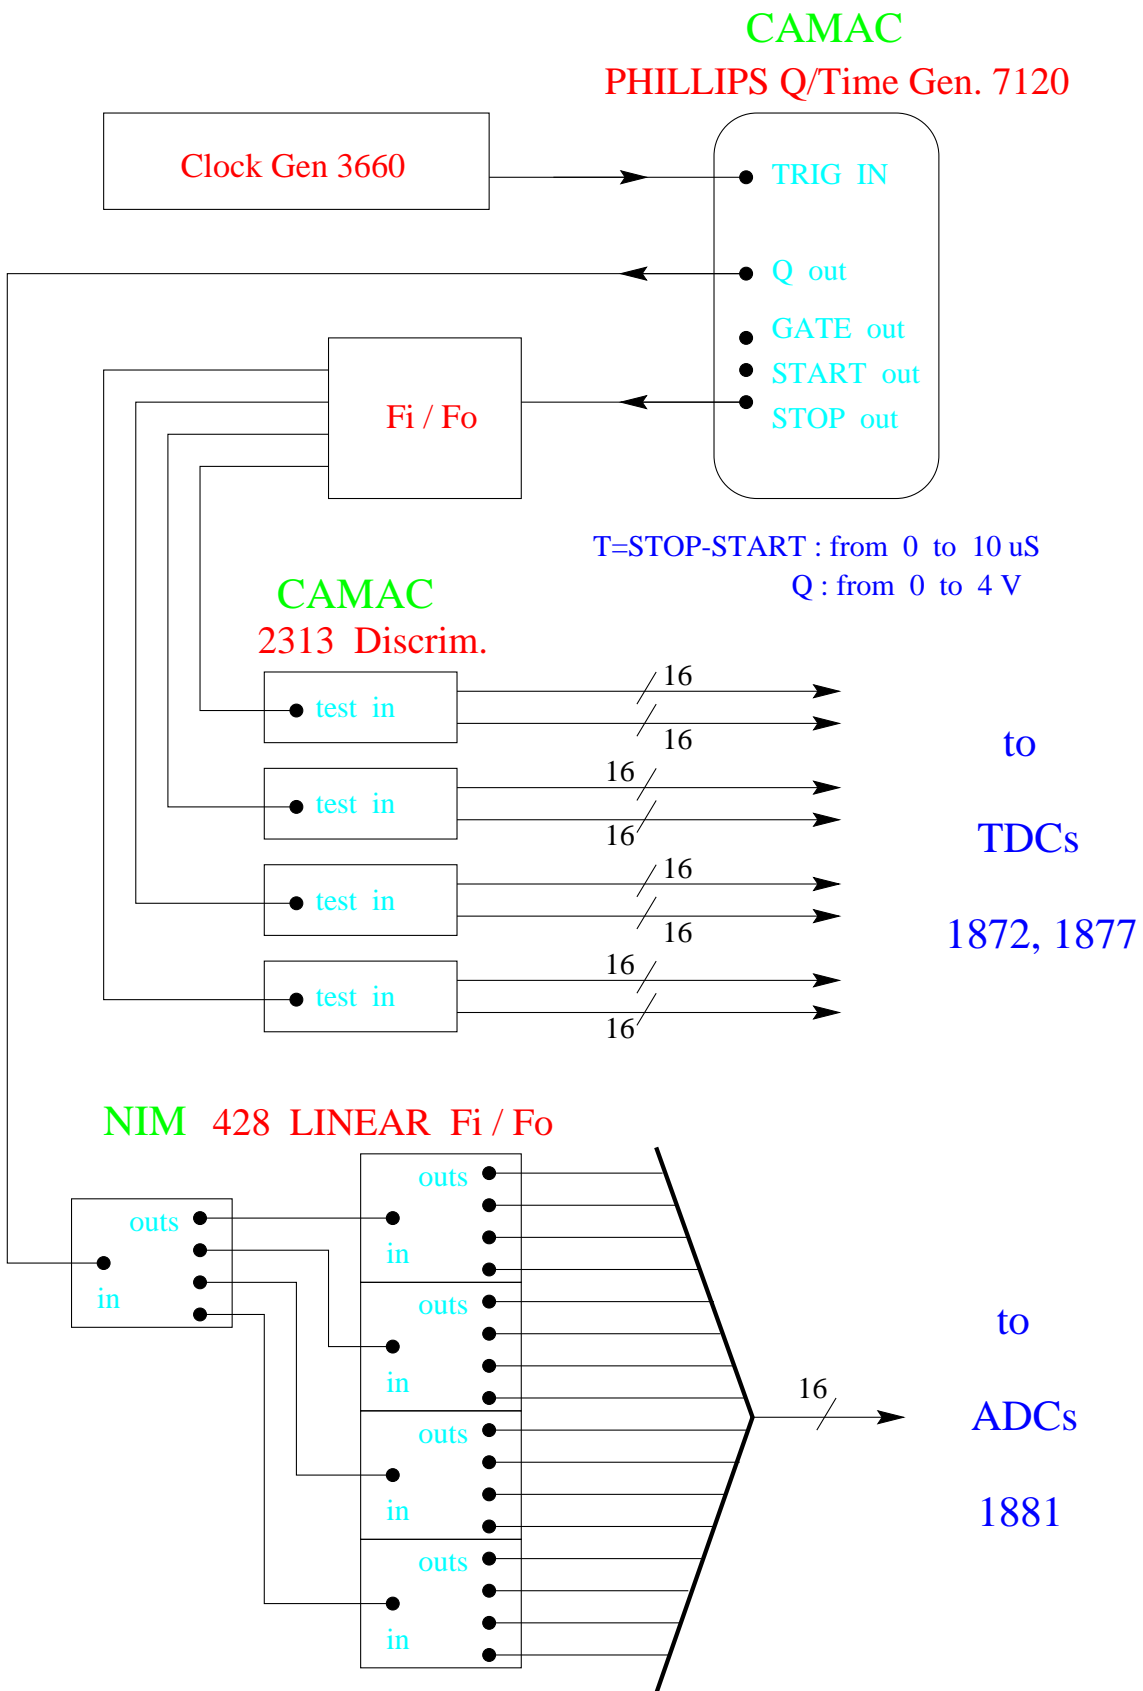 CAMAC
PHILLIPS Q/Time Gen. 7120
Clock Gen 3660
TRIG IN
Q out
GATE out
START out
STOP out
Fi / Fo
T=STOP-START : from 0 to 10 uS
Q : from 0 to 4 V
CAMAC
2313 Discrim.
test in
16
16
test in
16
16
test in
16
16
test in
16
16
to
TDCs
1872, 1877
NIM 428 LINEAR Fi / Fo
outs
in
outs
in
outs
in
outs
in
outs
in
16
to
ADCs
1881